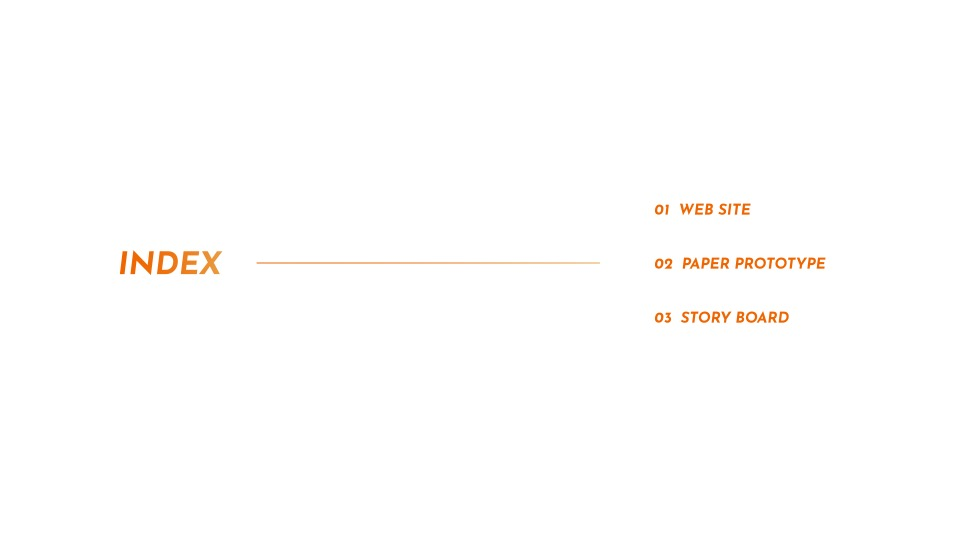 INDEX
01 WEB SITE
02 PAPER PROTOTYPE
03 STORY BOARD